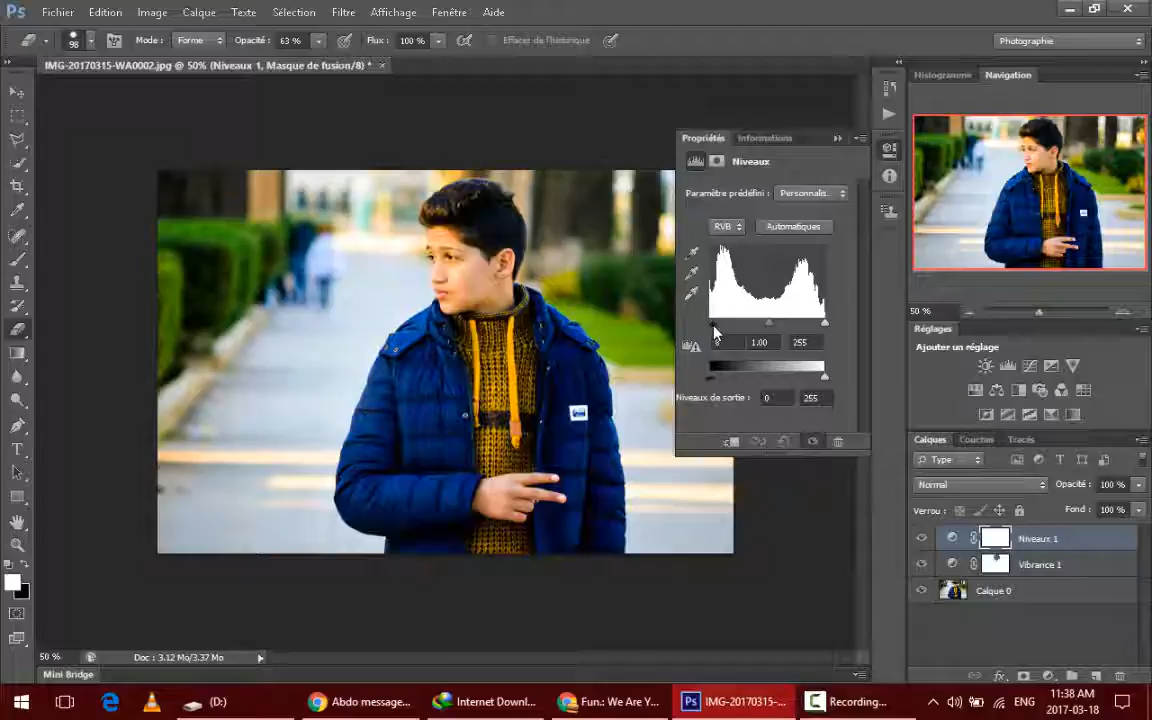 Ps Fichier Edition Image Calque Texte Sélection Filtre Affichage Fenêtre Aide
98 Mode : Forme Opacité : 63 % Flux : 100 % Effacer de l'historique Photographie
IMG-20170315-WA0002.jpg @ 50% (Niveaux 1, Masque de fusion/8) * ×
Histogramme Navigation
Propriétés Informations
Niveaux
Paramètre prédéfini : Personnalis...
RVB Automatiques
8 1.00 255
Niveaux de sortie : 0 255
50 %
Réglages
Ajouter un réglage
Calques Couches Tracés
Type
Normal Opacité : 100 %
Verrou : Fond : 100 %
Niveaux 1
Vibrance 1
Calque 0
50 % Doc : 3.12 Mo/3.37 Mo
Mini Bridge
(D:) Abdo message... Internet Downl... Fun.: We Are Y... Ps IMG-20170315-... Recording... ENG 11:38 AM
2017-03-18